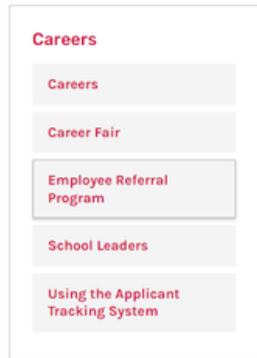 Careers
Careers
Career Fair
Employee Referral
Program
School Leaders
Using the Applicant
Tracking System